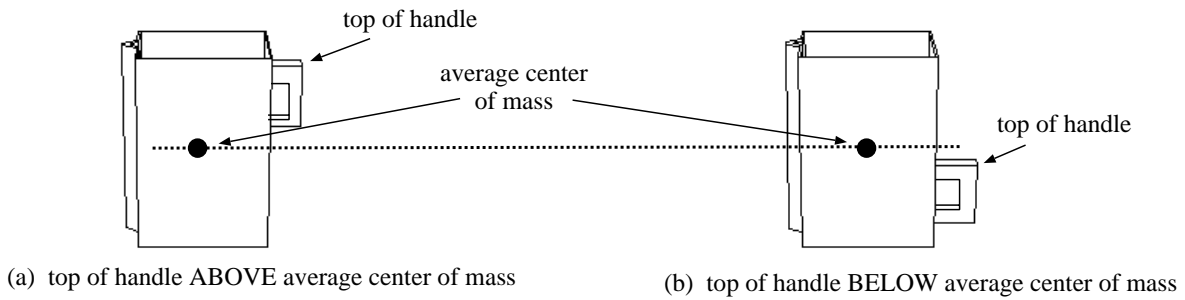 top of handle
average center
of mass
top of handle
(a) top of handle ABOVE average center of mass
(b) top of handle BELOW average center of mass